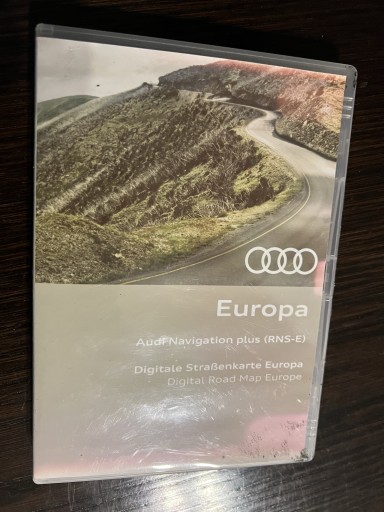 Europa
Audi Navigation plus (RNS-E)
Digitale Straßenkarte Europa
Digital Road Map Europe